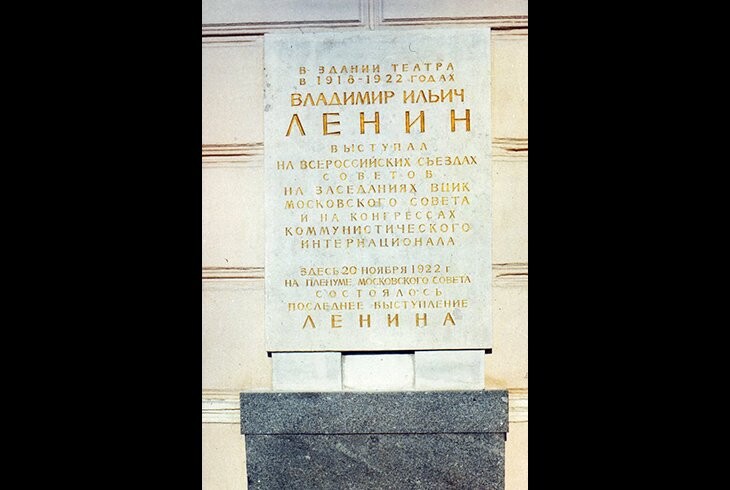 В ЗДАНИИ ТЕАТРА
В 1918-1922 ГОДАХ
ВЛАДИМИР ИЛЬИЧ
ЛЕНИН
ВЫСТУПАЛ
НА ВСЕРОССИЙСКИХ СЪЕЗДАХ
СОВЕТОВ
НА ЗАСЕДАНИЯХ ВЦИК
МОСКОВСКОГО СОВЕТА
И НА КОНГРЕССАХ
КОММУНИСТИЧЕСКОГО
ИНТЕРНАЦИОНАЛА
ЗДЕСЬ 20 НОЯБРЯ 1922 г
НА ПЛЕНУМЕ МОСКОВСКОГО СОВЕТА
СОСТОЯЛОСЬ
ПОСЛЕДНЕЕ ВЫСТУПЛЕНИЕ
ЛЕНИНА